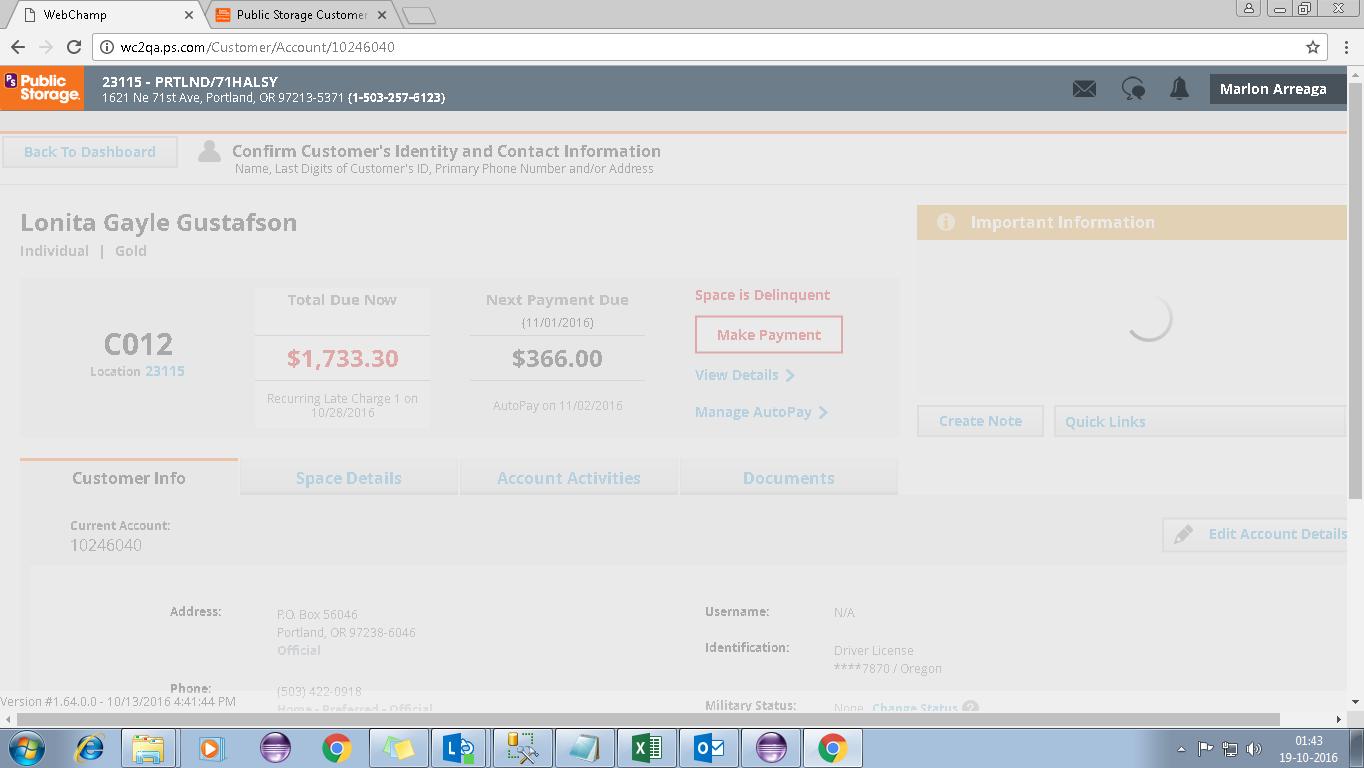 WebChamp
Public Storage Customer
wc2qa.ps.com/Customer/Account/10246040
PS Public Storage.
23115 - PRTLND/71HALSY
1621 Ne 71st Ave, Portland, OR 97213-5371 (1-503-257-6123)
Marlon Arreaga
Back To Dashboard
Confirm Customer's Identity and Contact Information
Name, Last Digits of Customer's ID, Primary Phone Number and/or Address
Lonita Gayle Gustafson
Individual | Gold
Important Information
C012
Location 23115
Total Due Now
$1,733.30
Recurring Late Charge 1 on
10/28/2016
Next Payment Due
(11/01/2016)
$366.00
AutoPay on 11/02/2016
Space is Delinquent
Make Payment
View Details
Manage AutoPay
Create Note
Quick Links
Customer Info
Space Details
Account Activities
Documents
Current Account:
10246040
Edit Account Details
Address:
P.O. Box 56046
Portland, OR 97238-6046
Official
Phone:
(503) 422-0918
Home - Preferred - Official
Username:
N/A
Identification:
Driver License
****7870 / Oregon
Military Status:
None Change Status ?
Version #1.64.0.0 - 10/13/2016 4:41:44 PM
01:43
19-10-2016